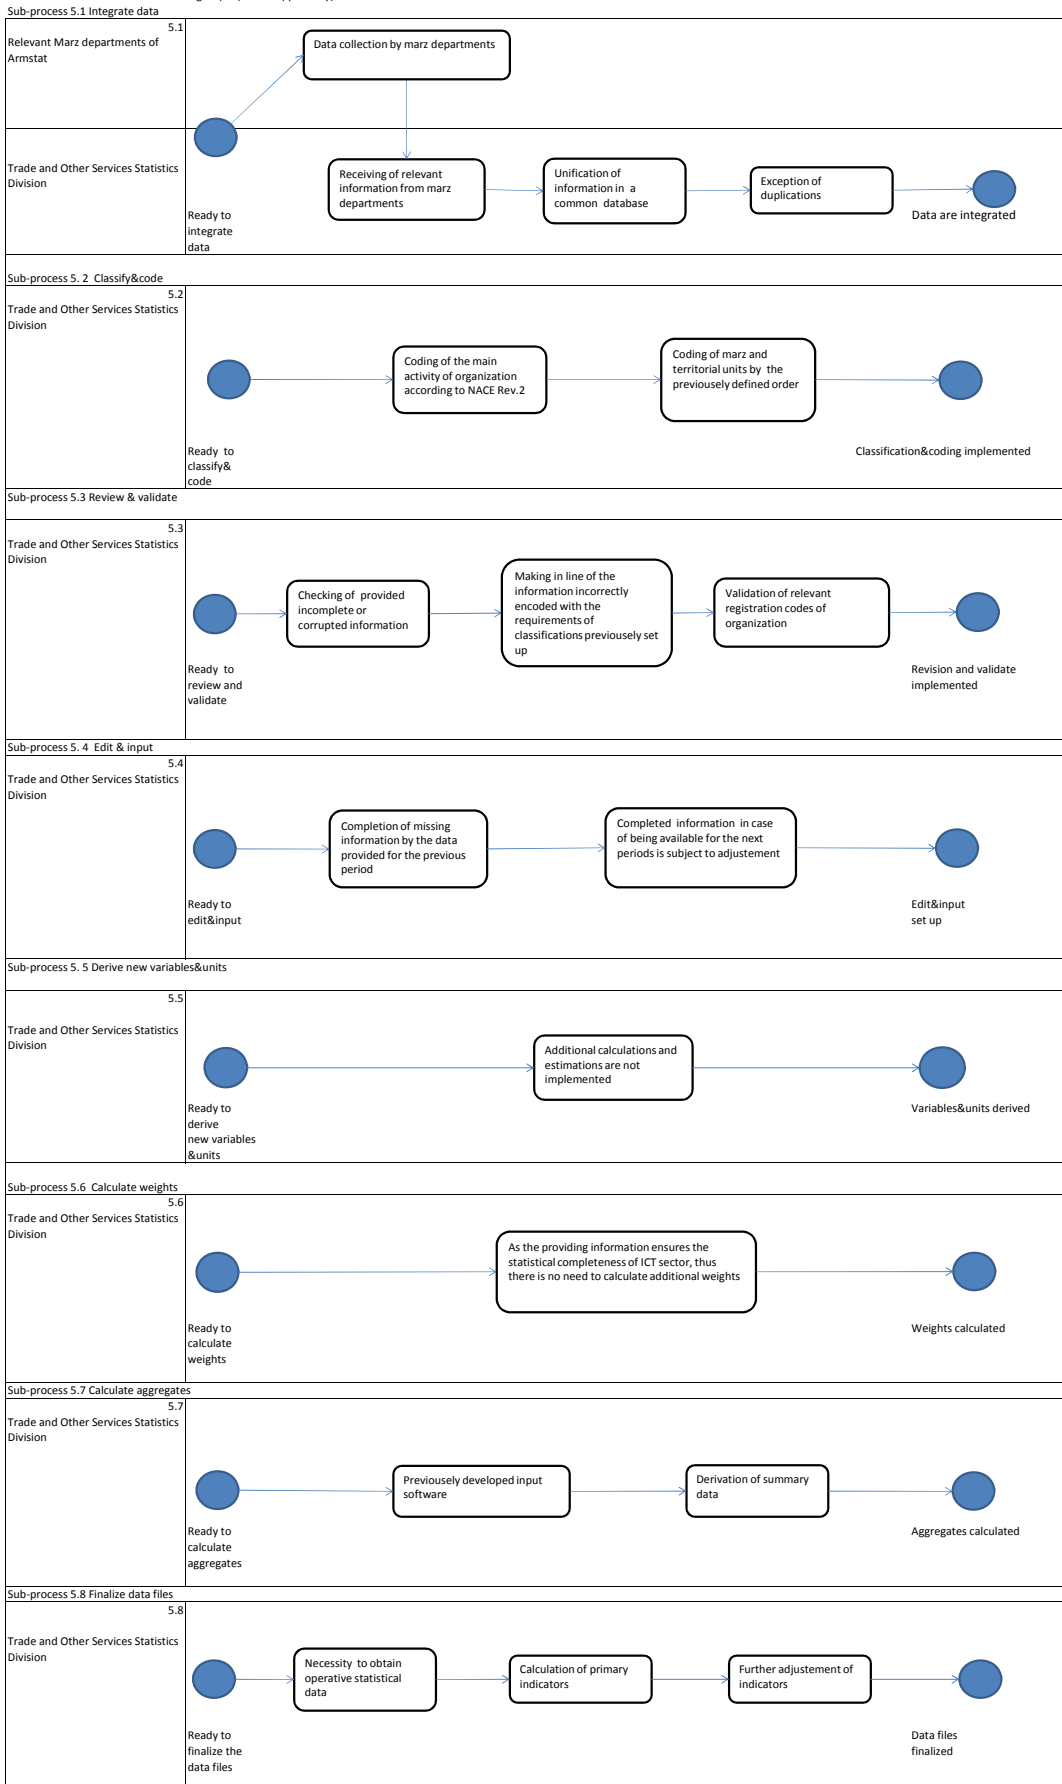 Sub-process 5.1 Integrate data
5.1
Relevant Marz departments of
Armstat
Data collection by marz departments
Trade and Other Services Statistics
Division
Receiving of relevant
information from marz
departments
Unification of
information in a
common database
Exception of
duplications
Ready to
integrate
data
Data are integrated
Sub-process 5. 2 Classify&code
5.2
Trade and Other Services Statistics
Division
Coding of the main
activity of organization
according to NACE Rev.2
Coding of marz and
territorial units by the
previousely defined order
Ready to
classify&
code
Classification&coding implemented
Sub-process 5.3 Review & validate
5.3
Trade and Other Services Statistics
Division
Checking of provided
incomplete or
corrupted information
Making in line of the
information incorrectly
encoded with the
requirements of
classifications previousely set
up
Validation of relevant
registration codes of
organization
Ready to
review and
validate
Revision and validate
implemented
Sub-process 5. 4 Edit & input
5.4
Trade and Other Services Statistics
Division
Completion of missing
information by the data
provided for the previous
period
Completed information in case
of being available for the next
periods is subject to adjustement
Ready to
edit&input
Edit&input
set up
Sub-process 5. 5 Derive new variables&units
5.5
Trade and Other Services Statistics
Division
Additional calculations and
estimations are not
implemented
Ready to
derive
new variables
&units
Variables&units derived
Sub-process 5.6 Calculate weights
5.6
Trade and Other Services Statistics
Division
As the providing information ensures the
statistical completeness of ICT sector, thus
there is no need to calculate additional weights
Ready to
calculate
weights
Weights calculated
Sub-process 5.7 Calculate aggregates
5.7
Trade and Other Services Statistics
Division
Previousely developed input
software
Derivation of summary
data
Ready to
calculate
aggregates
Aggregates calculated
Sub-process 5.8 Finalize data files
5.8
Trade and Other Services Statistics
Division
Necessity to obtain
operative statistical
data
Calculation of primary
indicators
Further adjustement of
indicators
Ready to
finalize the
data files
Data files
finalized